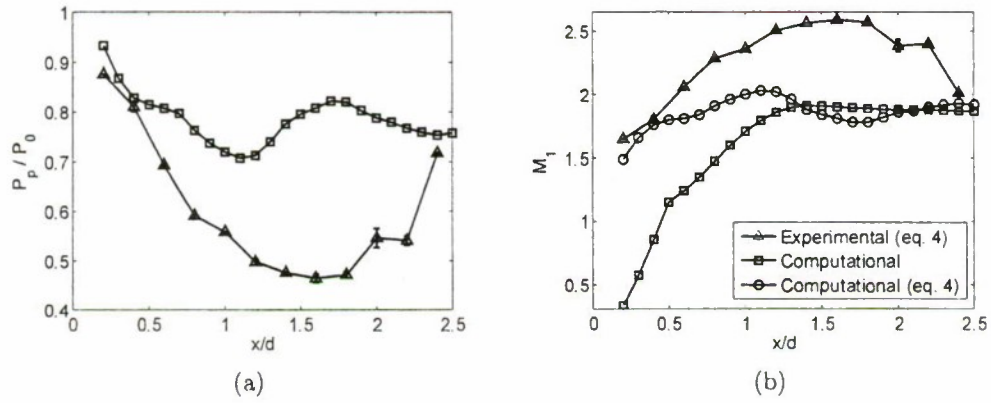 1
0.9
0.8
0.7
0.6
0.5
0.4
P_p / P_0
0 0.5 1 1.5 2 2.5
x/d
(a)
2.5
2
1.5
1
0.5
M_1
0 0.5 1 1.5 2 2.5
x/d
Experimental (eq. 4)
Computational
Computational (eq. 4)
(b)